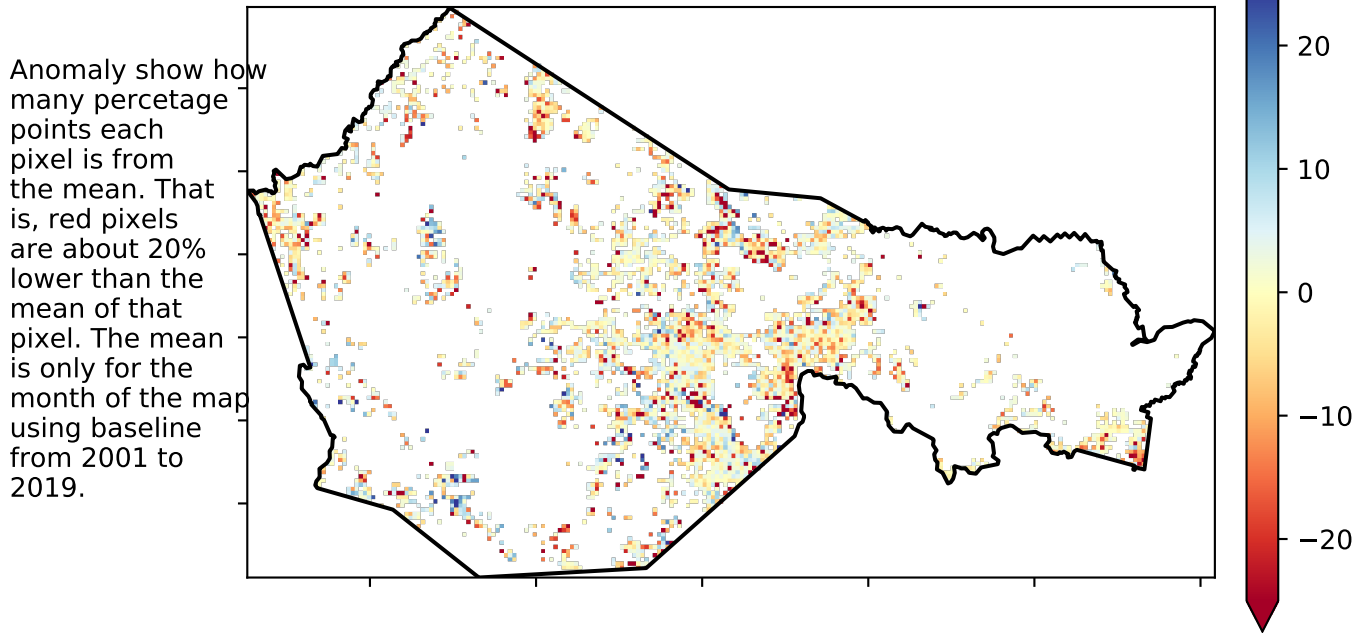 Anomaly show how
many percetage
points each
pixel is from
the mean. That
is, red pixels
are about 20%
lower than the
mean of that
pixel. The mean
is only for the
month of the map
using baseline
from 2001 to
2019.
20
10
0
−10
−20